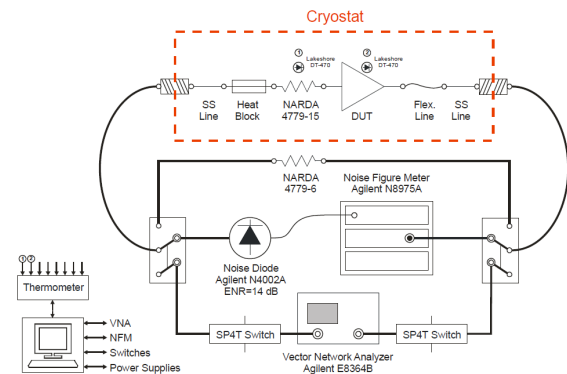 Cryostat
① Lakeshore
DT-470
② Lakeshore
DT-470
SS
Line
Heat
Block
NARDA
4779-15
DUT
Flex.
Line
SS
Line
NARDA
4779-6
Noise Figure Meter
Agilent N8975A
Noise Diode
Agilent N4002A
ENR=14 dB
①②
Thermometer
VNA
NFM
Switches
Power Supplies
SP4T Switch
SP4T Switch
Vector Network Analyzer
Agilent E8364B